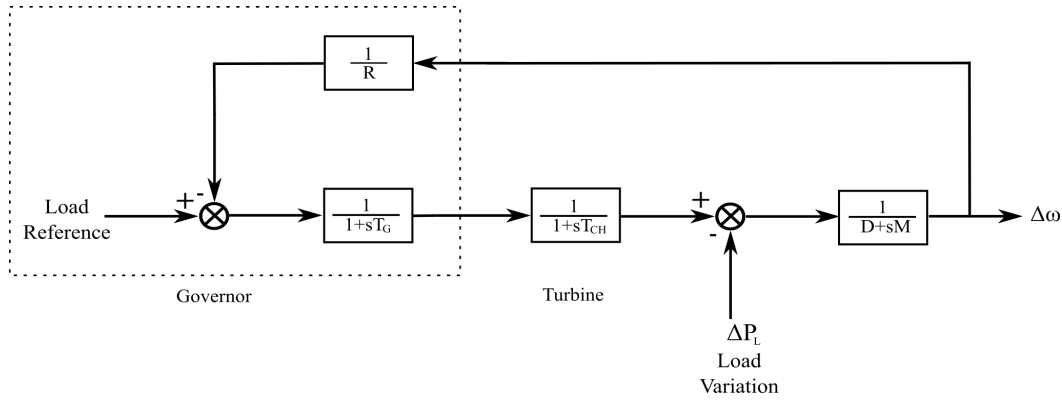 1
R
+
-
Load
Reference
1
1+sT_G
1
1+sT_CH
+
-
1
D+sM
Δω
Governor
Turbine
ΔP_L
Load
Variation